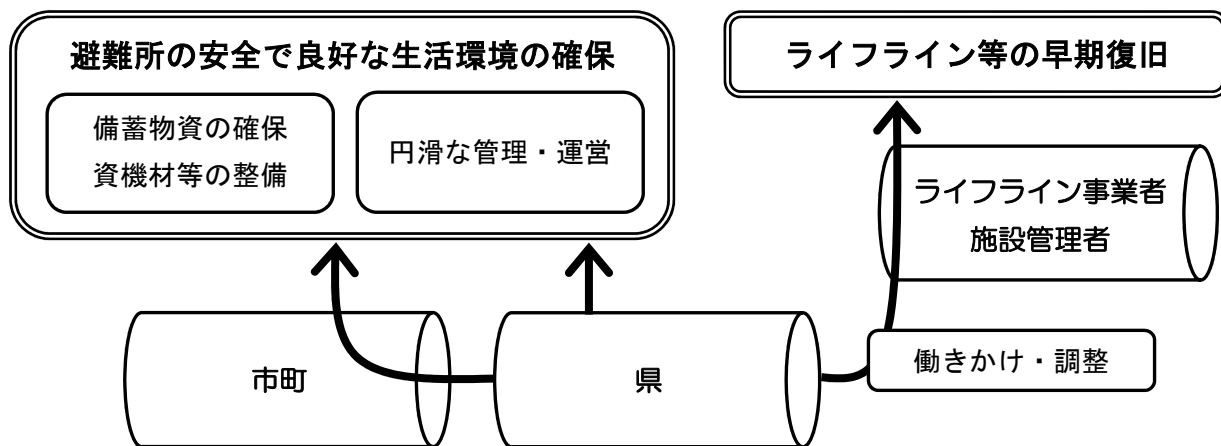 避難所の安全で良好な生活環境の確保
備蓄物資の確保
資機材等の整備
円滑な管理・運営
ライフライン等の早期復旧
ライフライン事業者
施設管理者
市町
県
働きかけ・調整